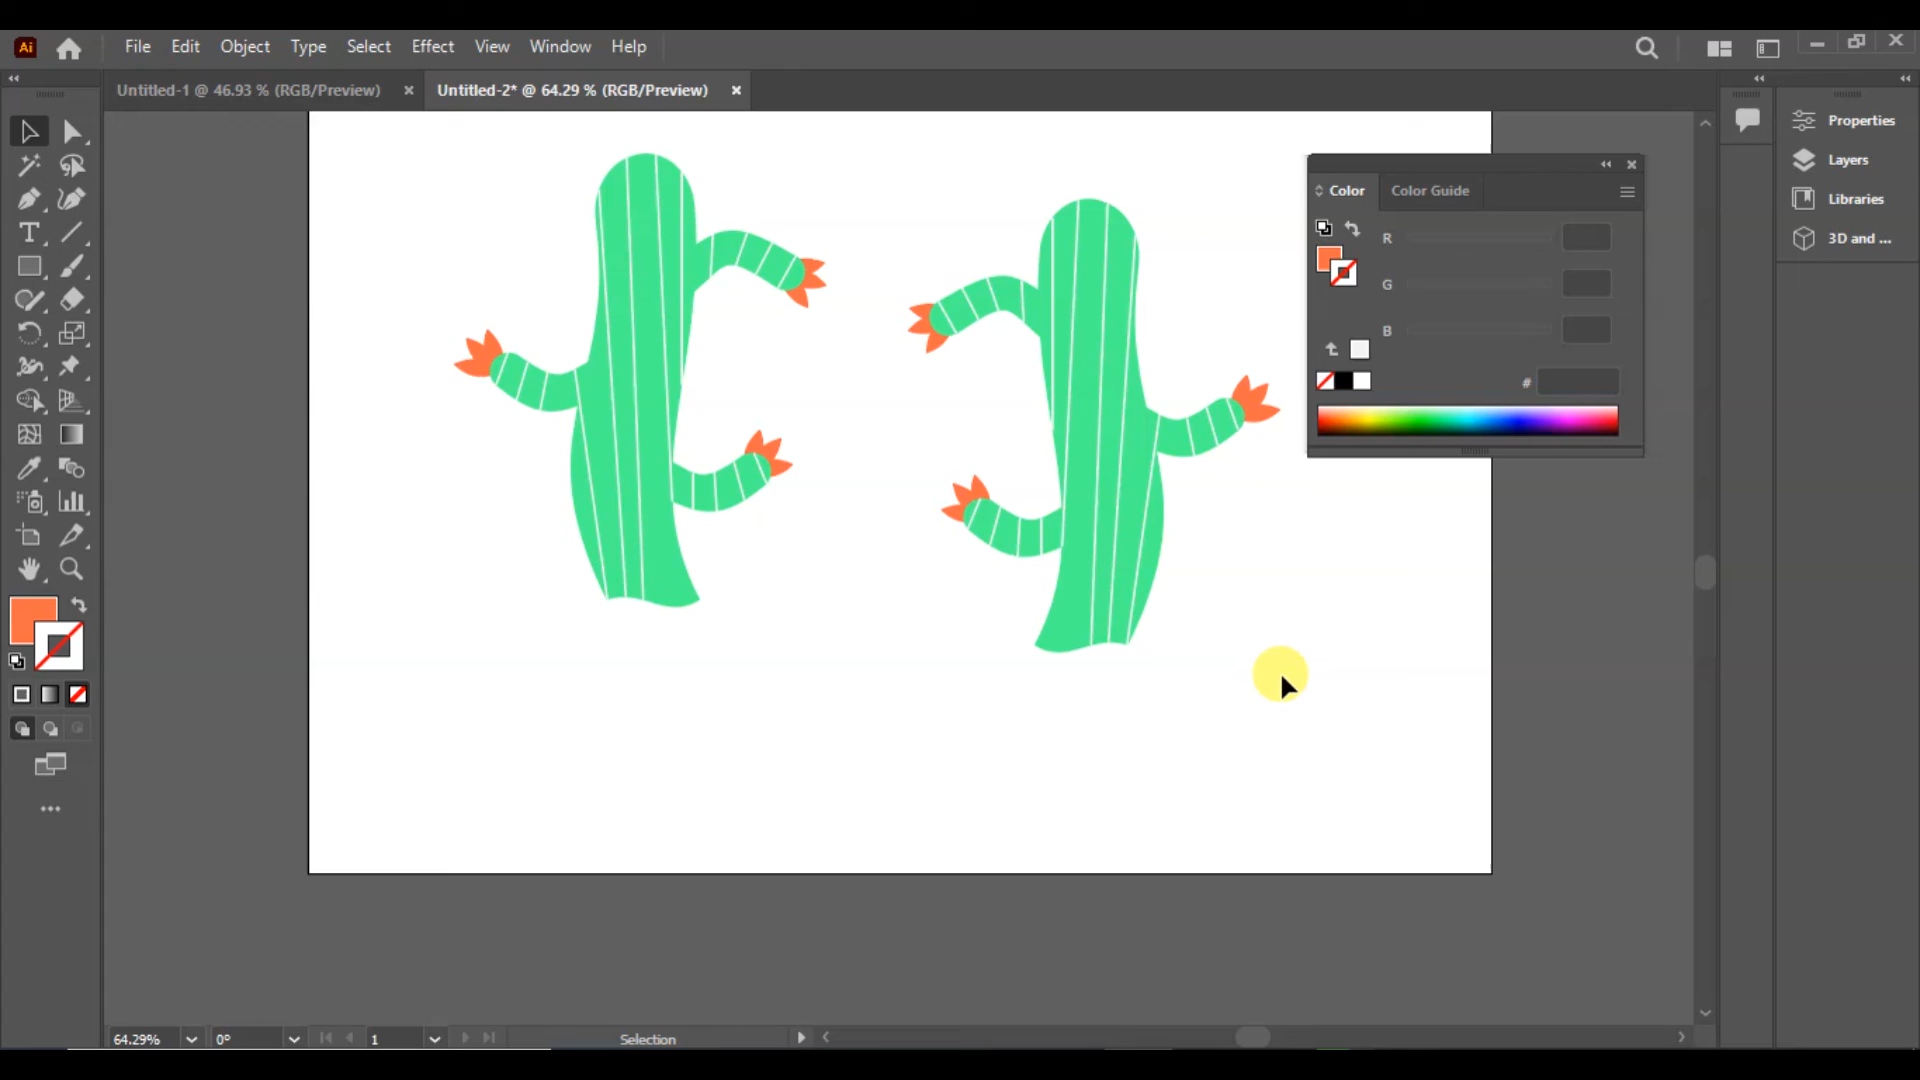 Ai File Edit Object Type Select Effect View Window Help
Untitled-1 @ 46.93 % (RGB/Preview) × Untitled-2* @ 64.29 % (RGB/Preview) ×
Properties
Layers
Libraries
3D and ...
Color Color Guide
R
G
B
#
64.29% 0° 1 Selection